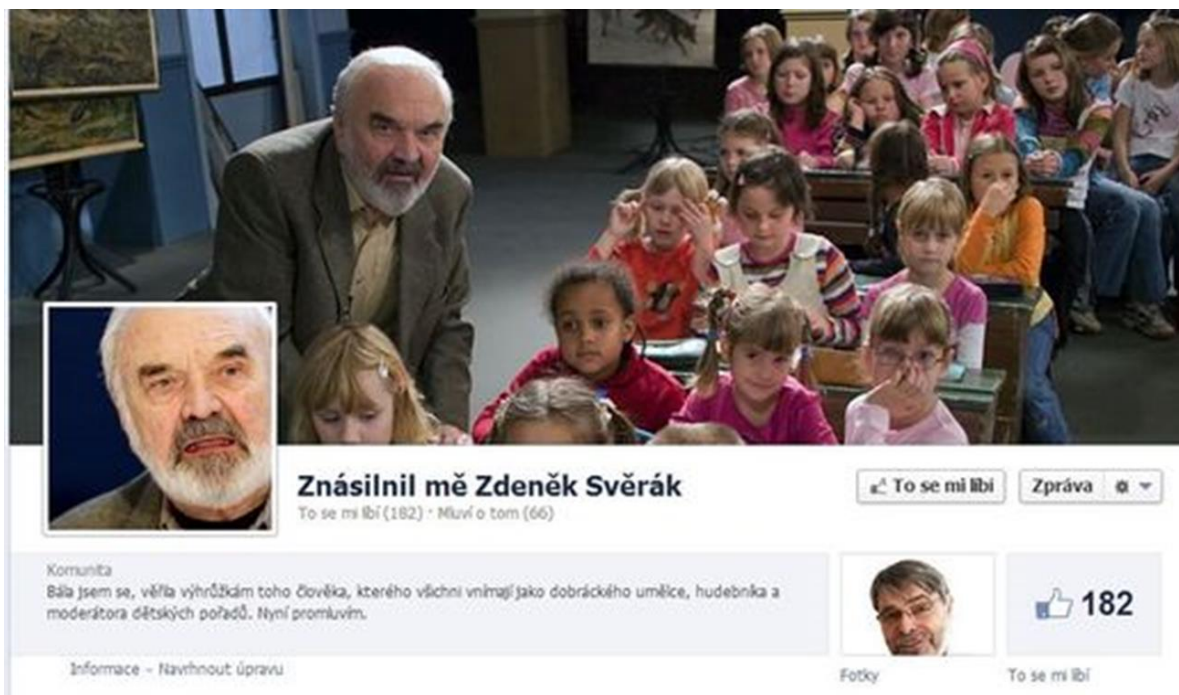 Znásilnil mě Zdeněk Svěrák
To se mi líbí (182) · Mluví o tom (66)
To se mi líbí
Zpráva
Komunita
Bála jsem se, věřila výhrůžkám toho člověka, kterého všichni vnímají jako dobráckého umělce, hudebníka a
moderátora dětských pořadů. Nyní promluvím.
182
Informace – Navrhnout úpravu
Fotky
To se mi líbí